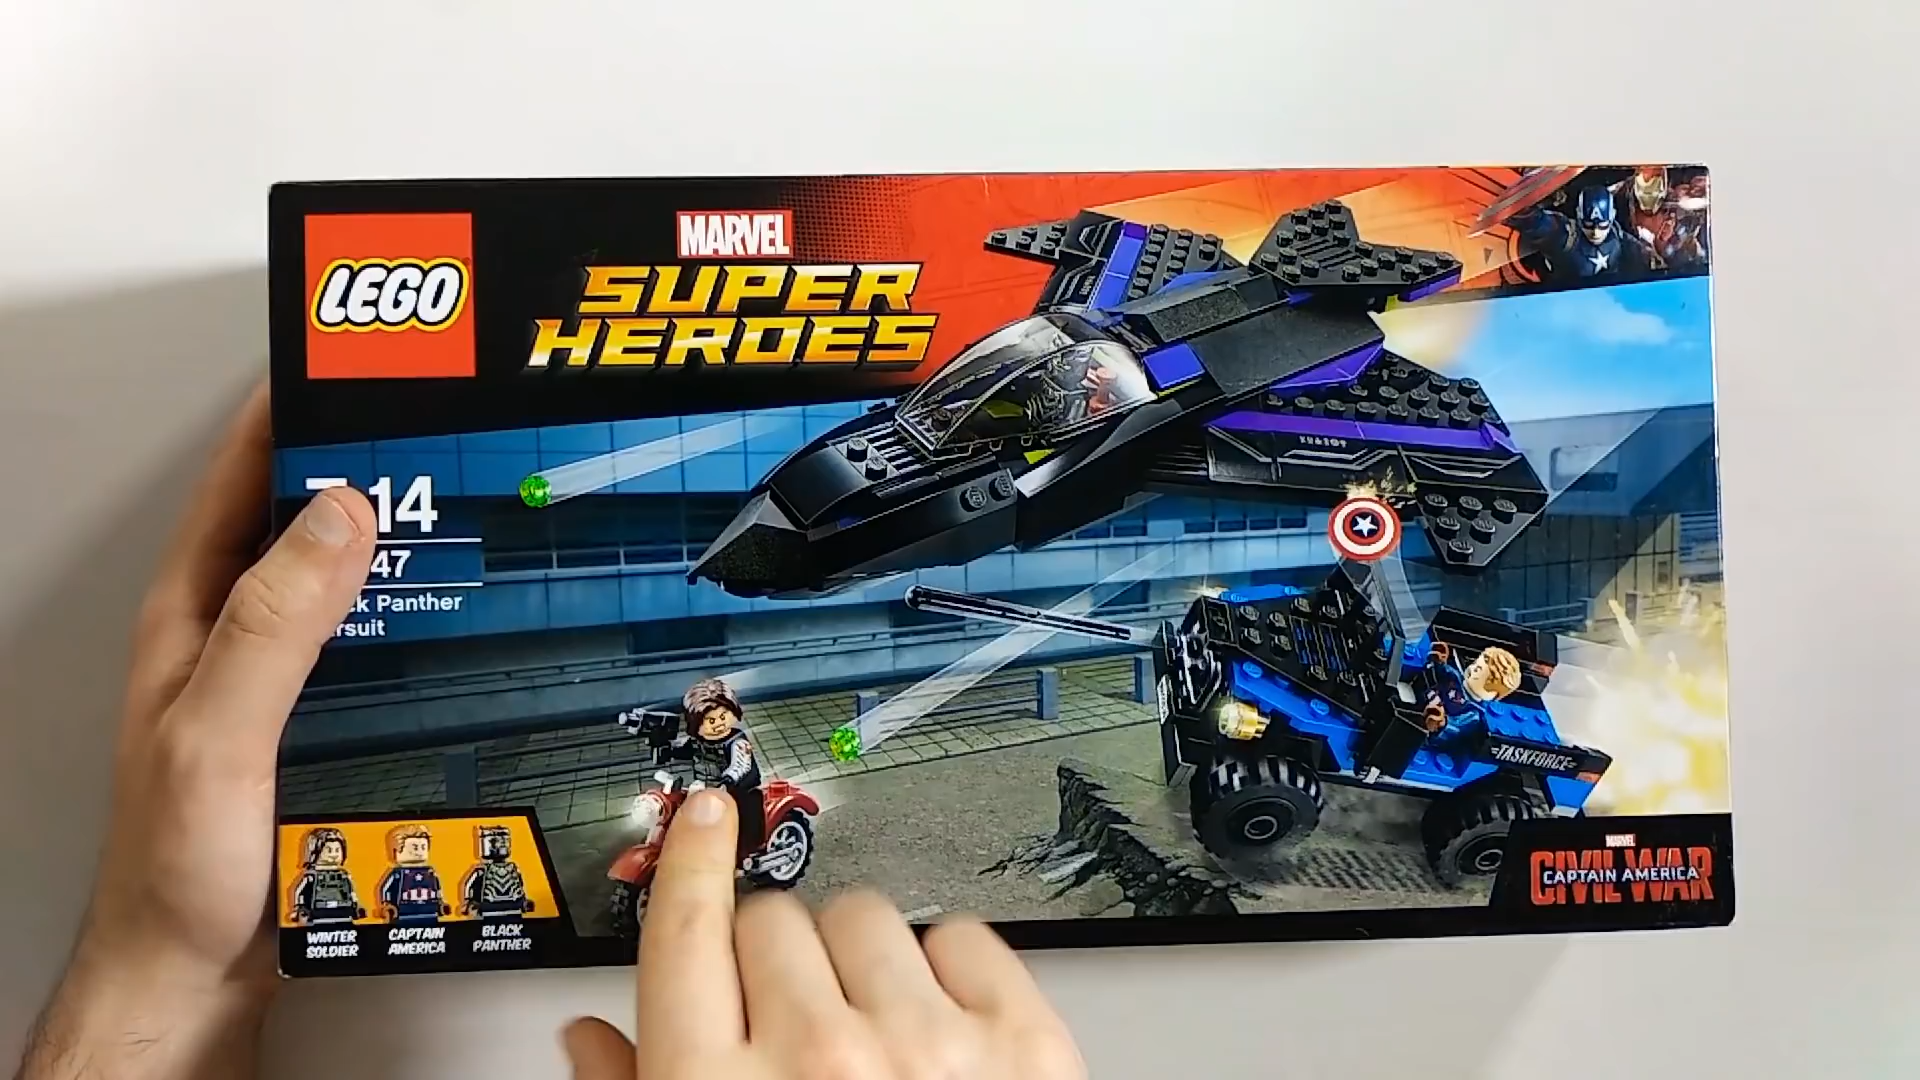 LEGO
MARVEL
SUPER
HEROES
14
47
ck Panther
rsuit
TASKFORCE
WINTER
SOLDIER
CAPTAIN
AMERICA
BLACK
PANTHER
MARVEL
CIVIL WAR
CAPTAIN AMERICA